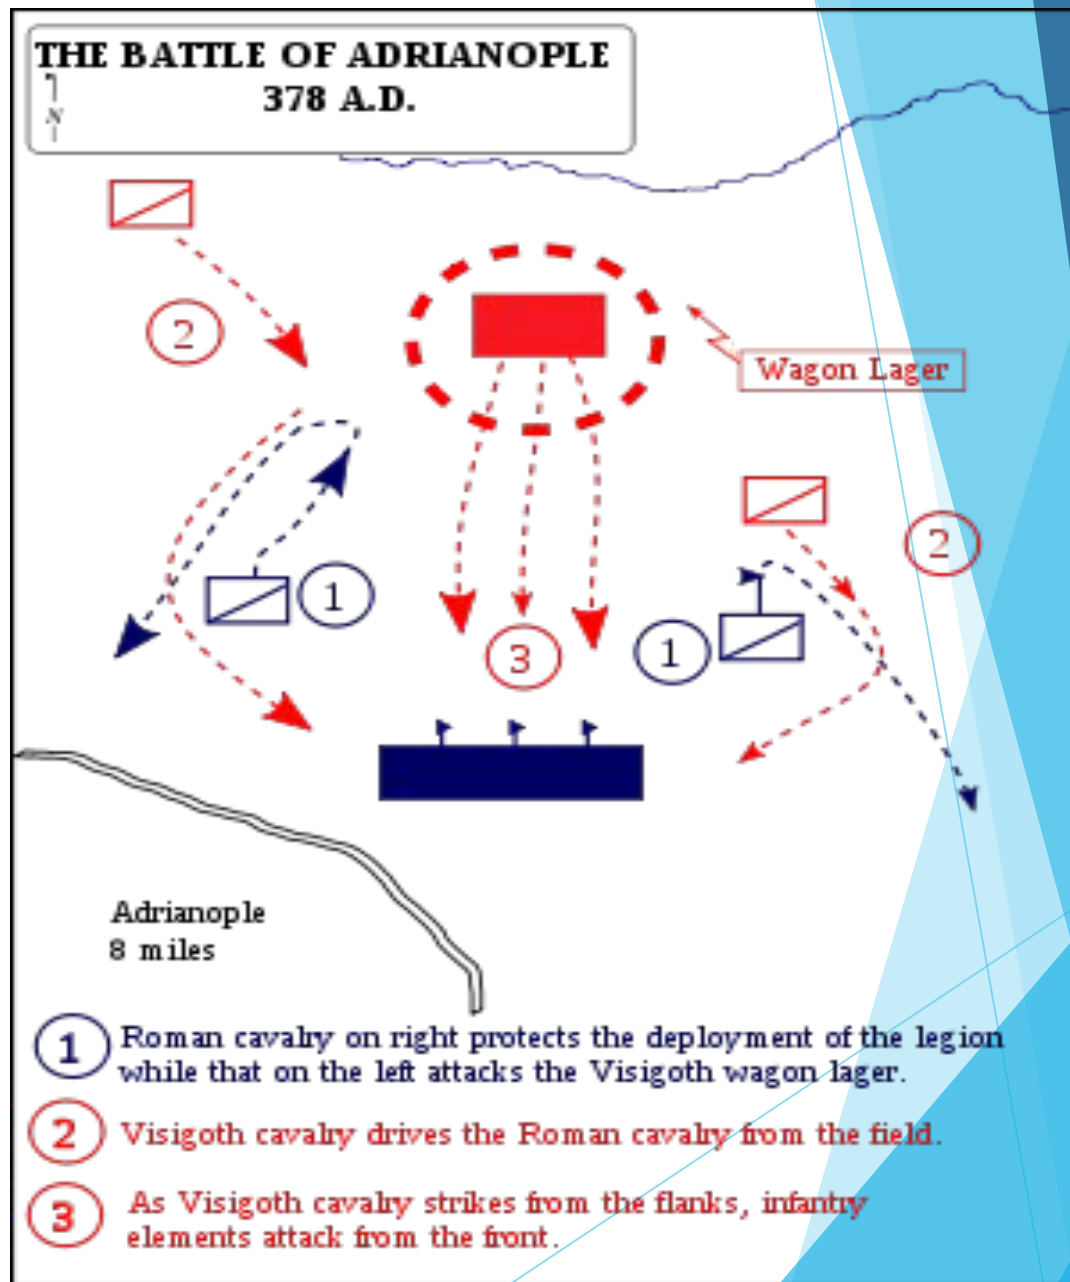 THE BATTLE OF ADRIANOPLE
378 A.D.
N
2
Wagon Lager
2
1
1
3
Adrianople
8 miles
1 Roman cavalry on right protects the deployment of the legion
while that on the left attacks the Visigoth wagon lager.
2 Visigoth cavalry drives the Roman cavalry from the field.
3 As Visigoth cavalry strikes from the flanks, infantry
elements attack from the front.